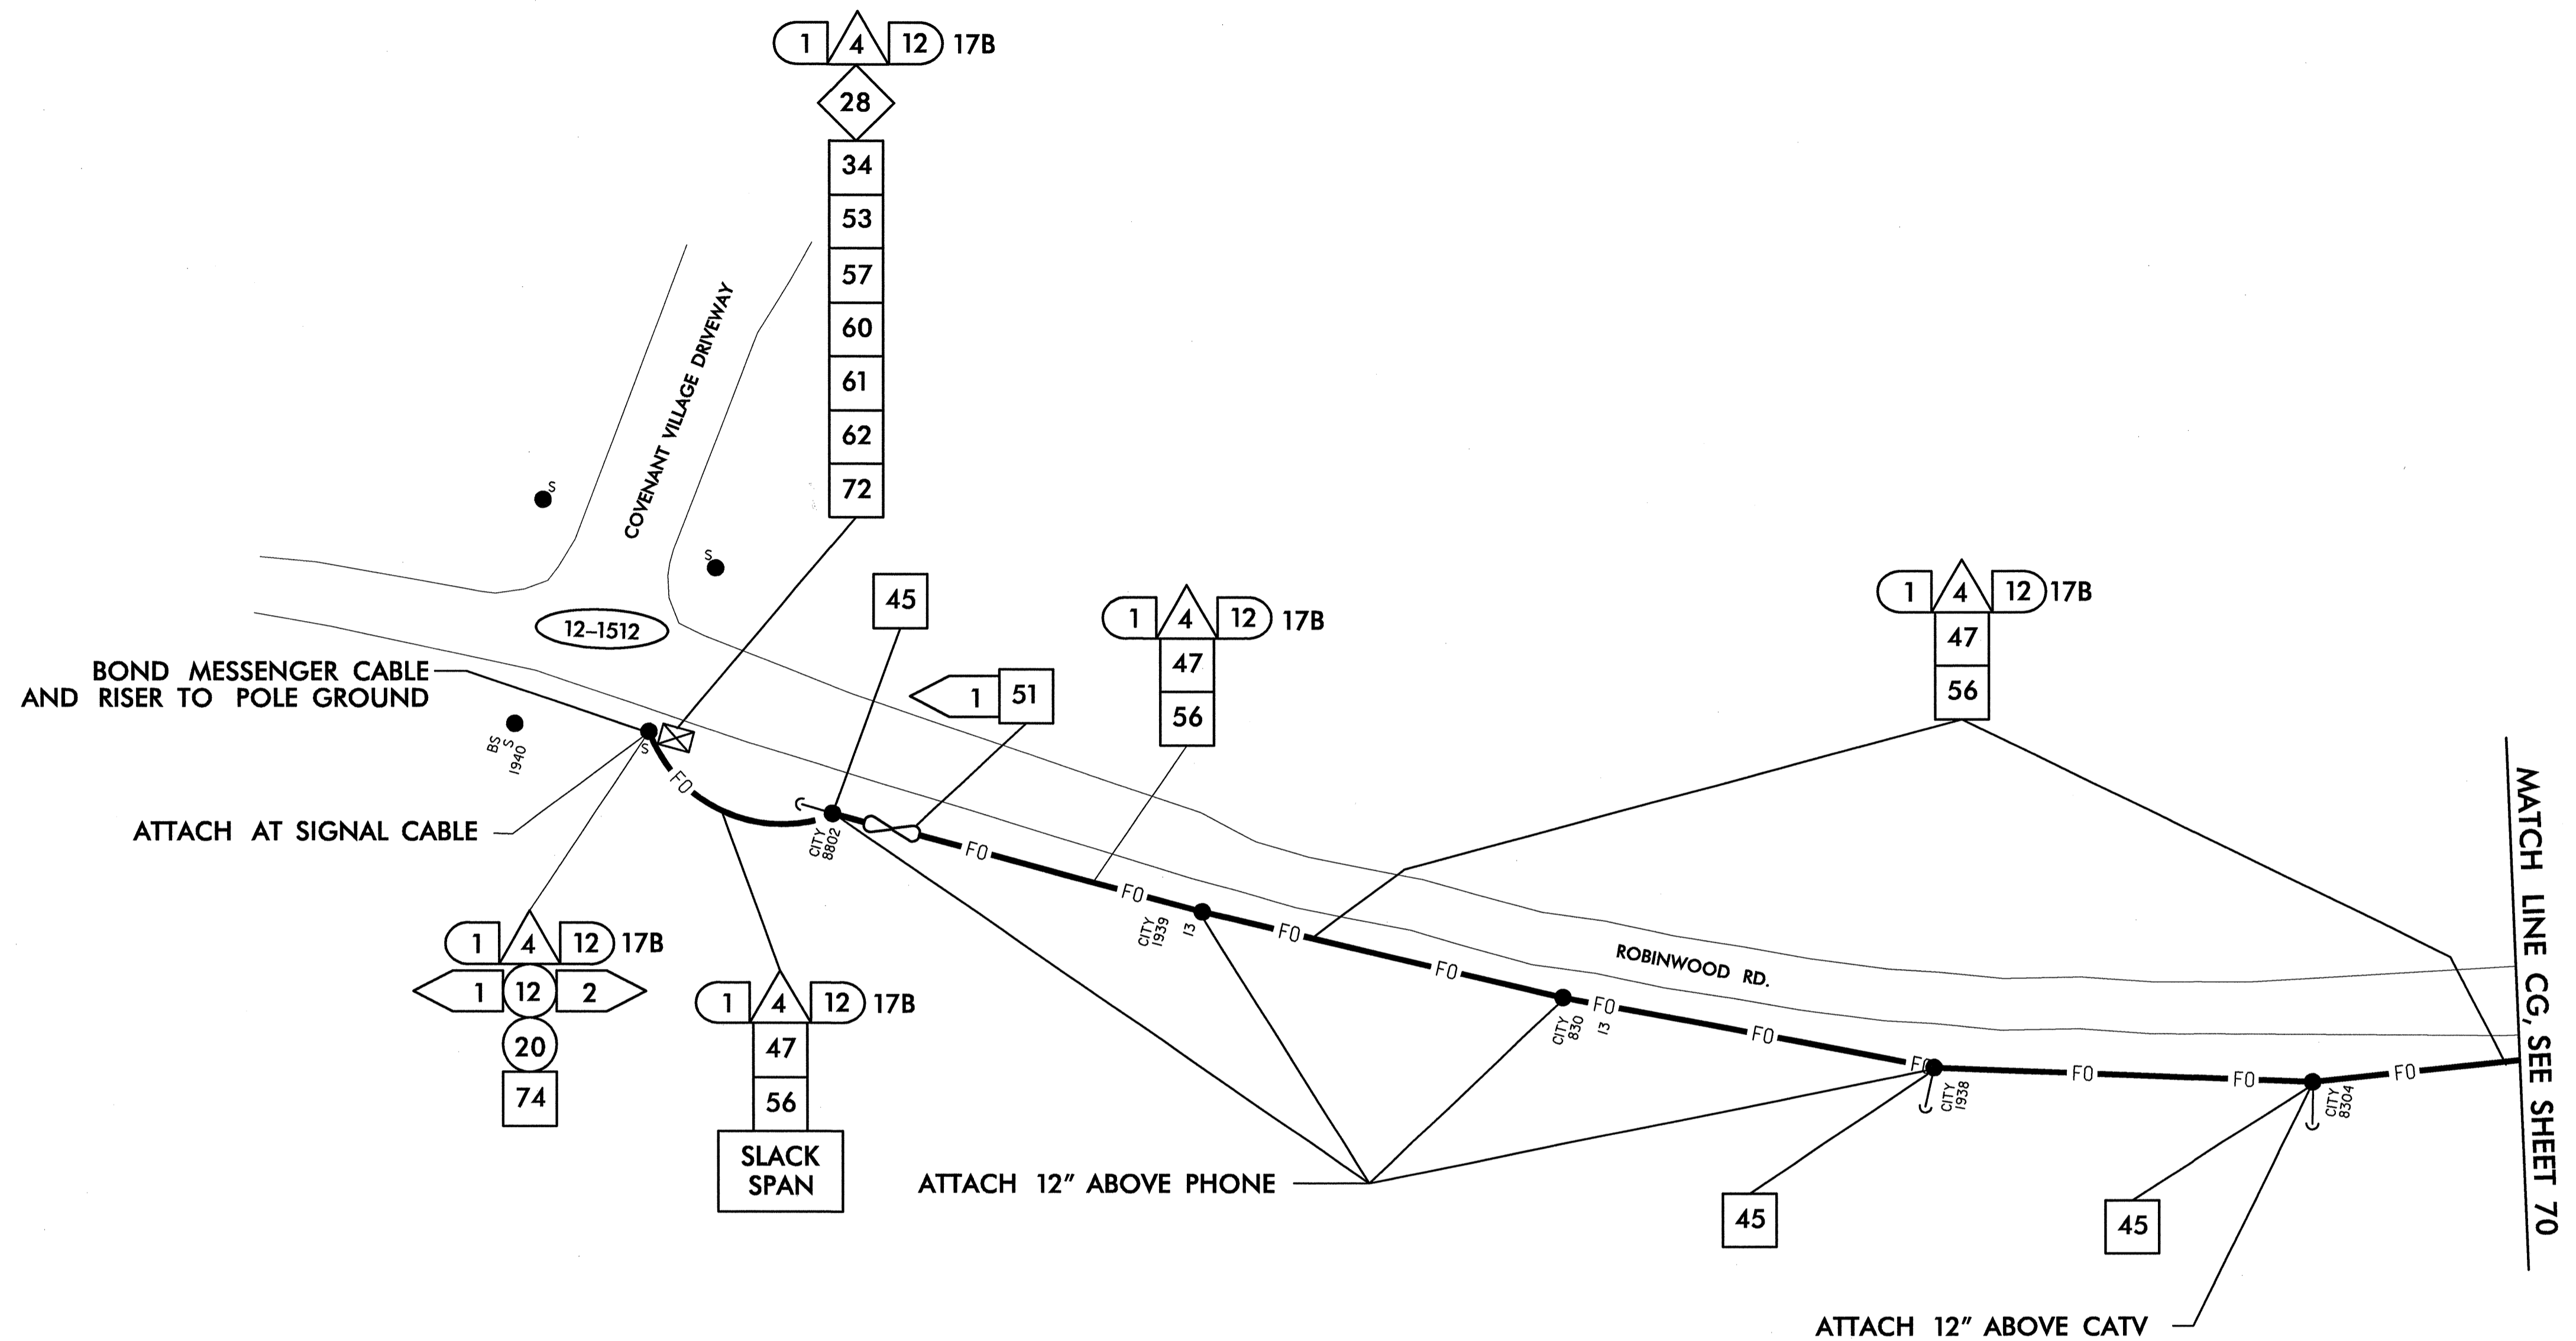 1 4 12 17B
28
34
53
57
60
61
62
72
COVENANT VILLAGE DRIVEWAY
S
S
12-1512
45
1 51
1 4 12 17B
47
56
1 4 12 17B
47
56
BOND MESSENGER CABLE
AND RISER TO POLE GROUND
BS
S
1940
S
FO
ATTACH AT SIGNAL CABLE
CITY
8802
FO
FO
CITY
1939
13
FO
FO
ROBINWOOD RD.
CITY
830
FO
13
FO
FO
CITY
1938
FO
FO
CITY
8304
FO
MATCH LINE CG, SEE SHEET 70
1 4 12 17B
1 12 2
20
74
1 4 12 17B
47
56
SLACK
SPAN
ATTACH 12" ABOVE PHONE
45
45
ATTACH 12" ABOVE CATV